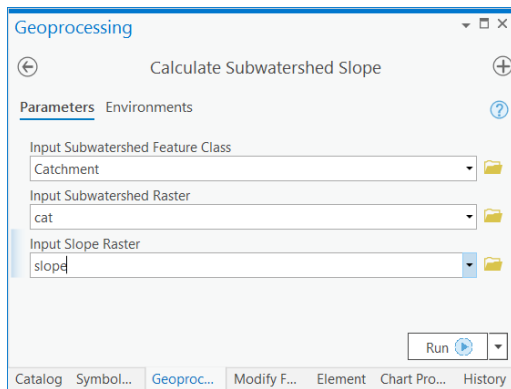 Geoprocessing
Calculate Subwatershed Slope
Parameters Environments
Input Subwatershed Feature Class
Catchment
Input Subwatershed Raster
cat
Input Slope Raster
slope
Run
Catalog Symbol... Geoproc... Modify F... Element Chart Pro... History